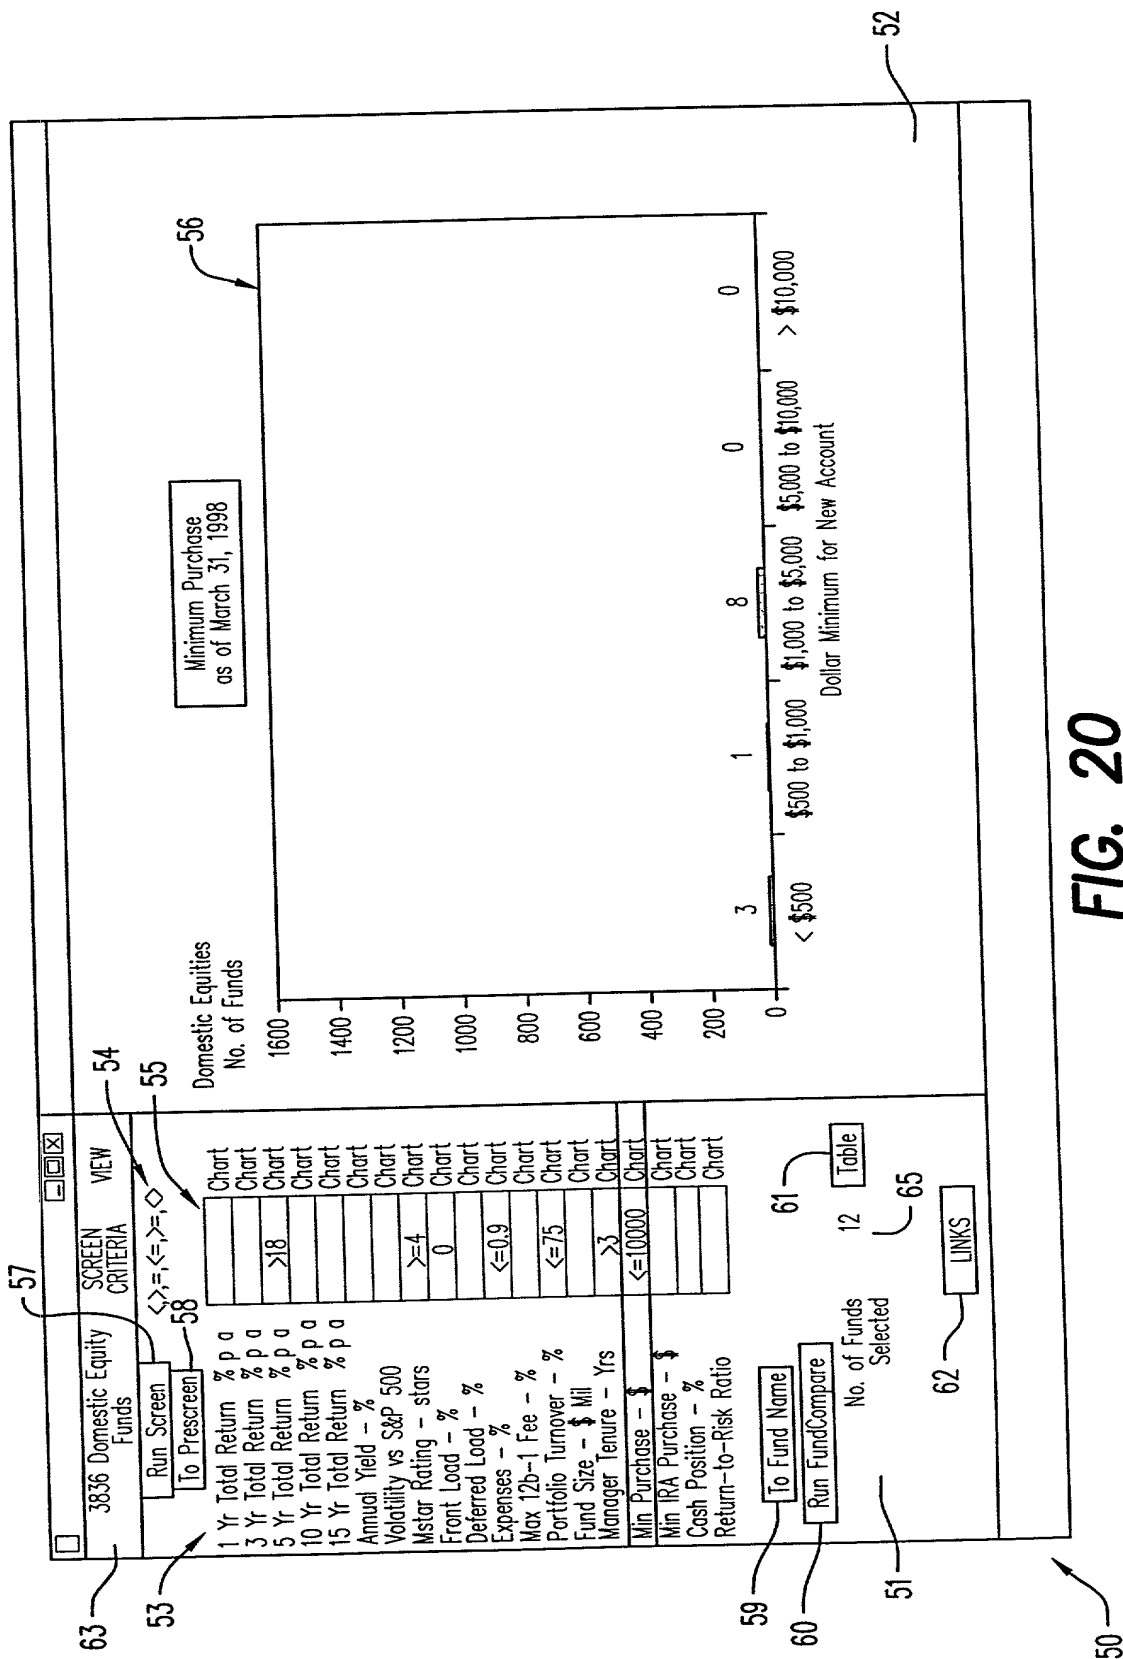 57
3836 Domestic Equity Funds
SCREEN CRITERIA
VIEW
63
54
Run Screen
<,>,=,<=,>=,<>
To Prescreen
58
55
53
1 Yr Total Return % p a Chart
3 Yr Total Return % p a Chart
5 Yr Total Return % p a >18 Chart
10 Yr Total Return % p a Chart
15 Yr Total Return % p a Chart
Annual Yield - % Chart
Volatility vs S&P 500 Chart
Mstar Rating - stars >=4 Chart
Front Load - % 0 Chart
Deferred Load - % Chart
Expenses - % <=0.9 Chart
Max 12b-1 Fee - % Chart
Portfolio Turnover - % <=75 Chart
Fund Size - $ Mil Chart
Manager Tenure - Yrs >3 Chart
Min Purchase - $ <=10000 Chart
Min IRA Purchase - $ Chart
Cash Position - % Chart
Return-to-Risk Ratio Chart
59
To Fund Name
61
60
Run FundCompare
Table
No. of Funds Selected
12
65
51
62
LINKS
50
Minimum Purchase
as of March 31, 1998
56
Domestic Equities
No. of Funds
1600
1400
1200
1000
800
600
400
200
0
3
1
8
0
0
< $500
$500 to $1,000
$1,000 to $5,000
$5,000 to $10,000
> $10,000
Dollar Minimum for New Account
52
FIG. 20